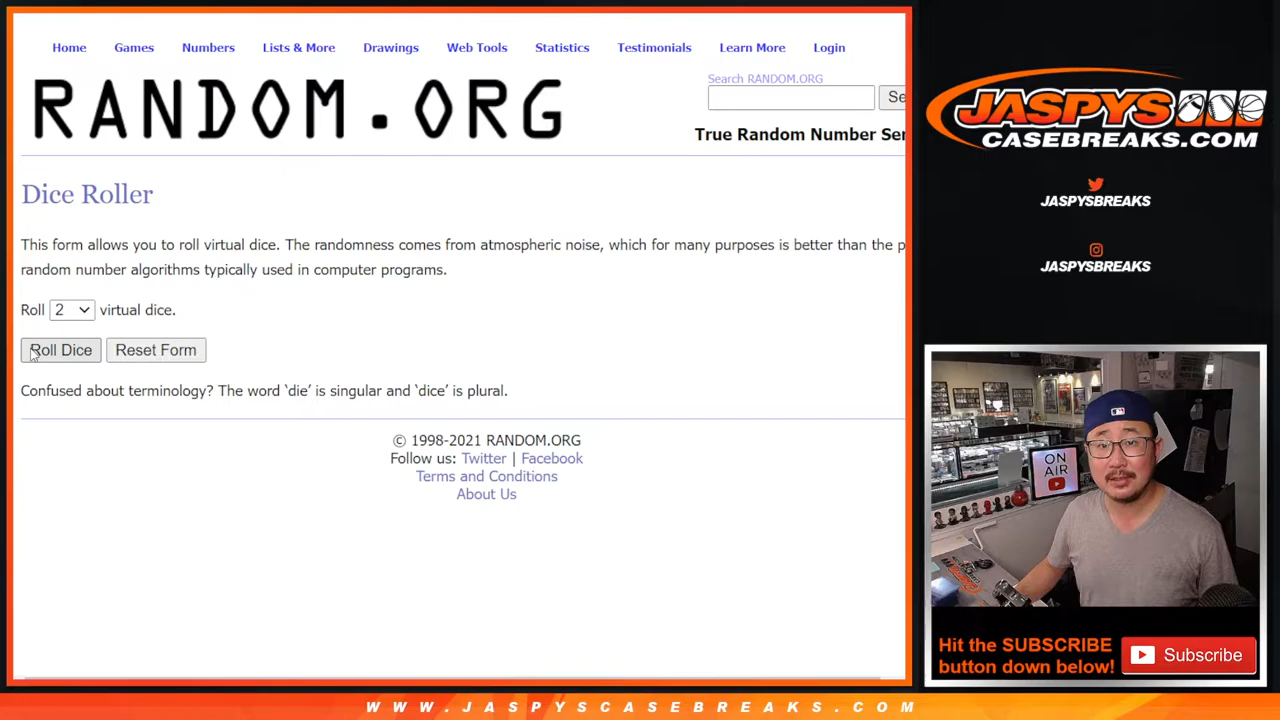 Home Games Numbers Lists & More Drawings Web Tools Statistics Testimonials Learn More Login
RANDOM.ORG
Search RANDOM.ORG
Se
True Random Number Ser
Dice Roller
This form allows you to roll virtual dice. The randomness comes from atmospheric noise, which for many purposes is better than the p
random number algorithms typically used in computer programs.
Roll 2 virtual dice.
Roll Dice Reset Form
Confused about terminology? The word ‘die’ is singular and ‘dice’ is plural.
© 1998-2021 RANDOM.ORG
Follow us: Twitter | Facebook
Terms and Conditions
About Us
JASPYS
CASEBREAKS.COM
JASPYSBREAKS
JASPYSBREAKS
ON
AIR
Hit the SUBSCRIBE
button down below!
Subscribe
WWW.JASPYSCASEBREAKS.COM